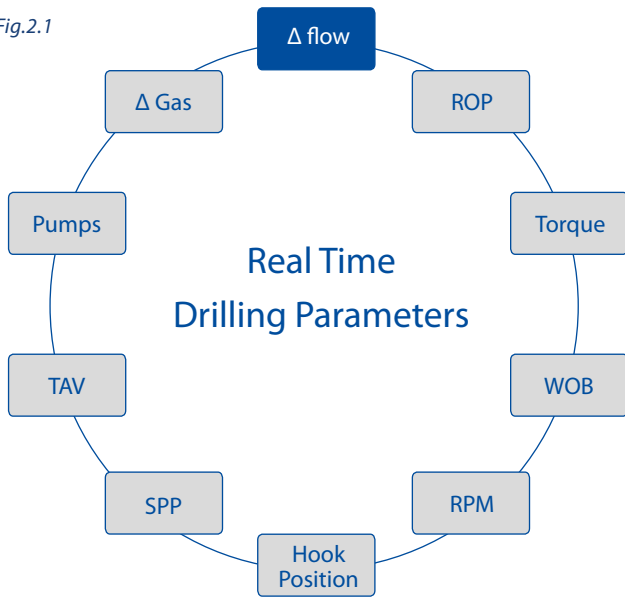 Fig.2.1
Δ flow
Δ Gas
ROP
Pumps
Torque
Real Time
Drilling Parameters
TAV
WOB
SPP
RPM
Hook
Position